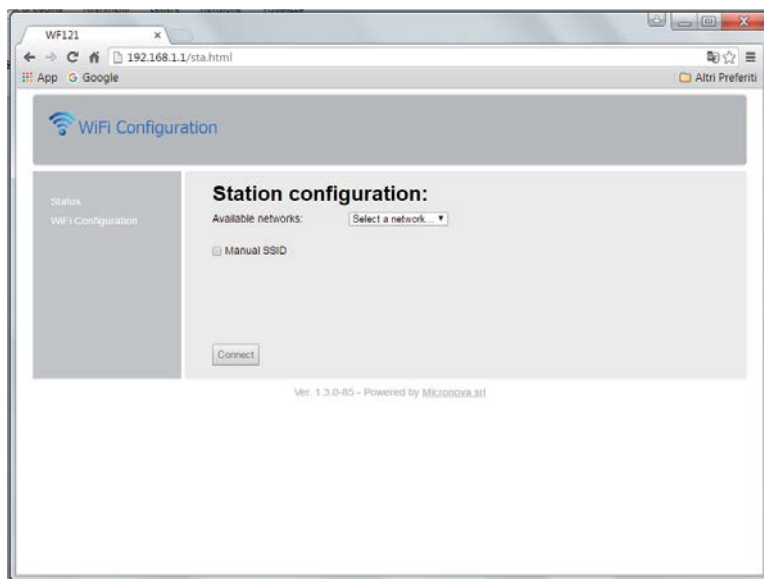 WF121
192.168.1.1/sta.html
App Google Altri Preferiti
WiFi Configuration
Station configuration:
Status
Available networks: Select a network...
WiFi Configuration
Manual SSID
Connect
Ver. 1.3.0-85 - Powered by Micronova srl